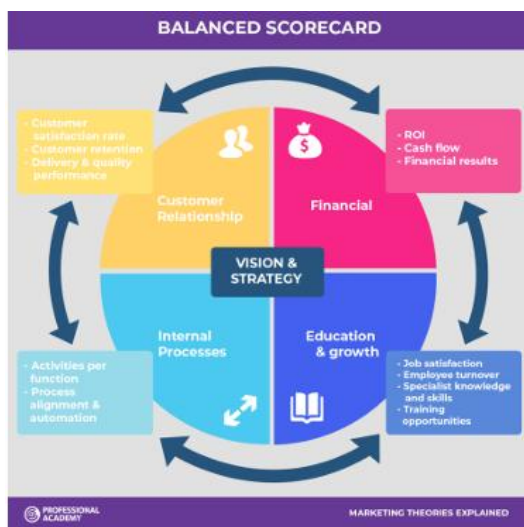 BALANCED SCORECARD
- Customer
satisfaction rate
- Customer retention
- Delivery & quality
performance
- ROI
- Cash flow
- Financial results
Customer
Relationship
$
Financial
VISION &
STRATEGY
Internal
Processes
Education
& growth
- Activities per
function
- Process
alignment &
automation
- Job satisfaction
- Employee turnover
- Specialist knowledge
and skills
- Training
opportunities
PROFESSIONAL
ACADEMY
MARKETING THEORIES EXPLAINED